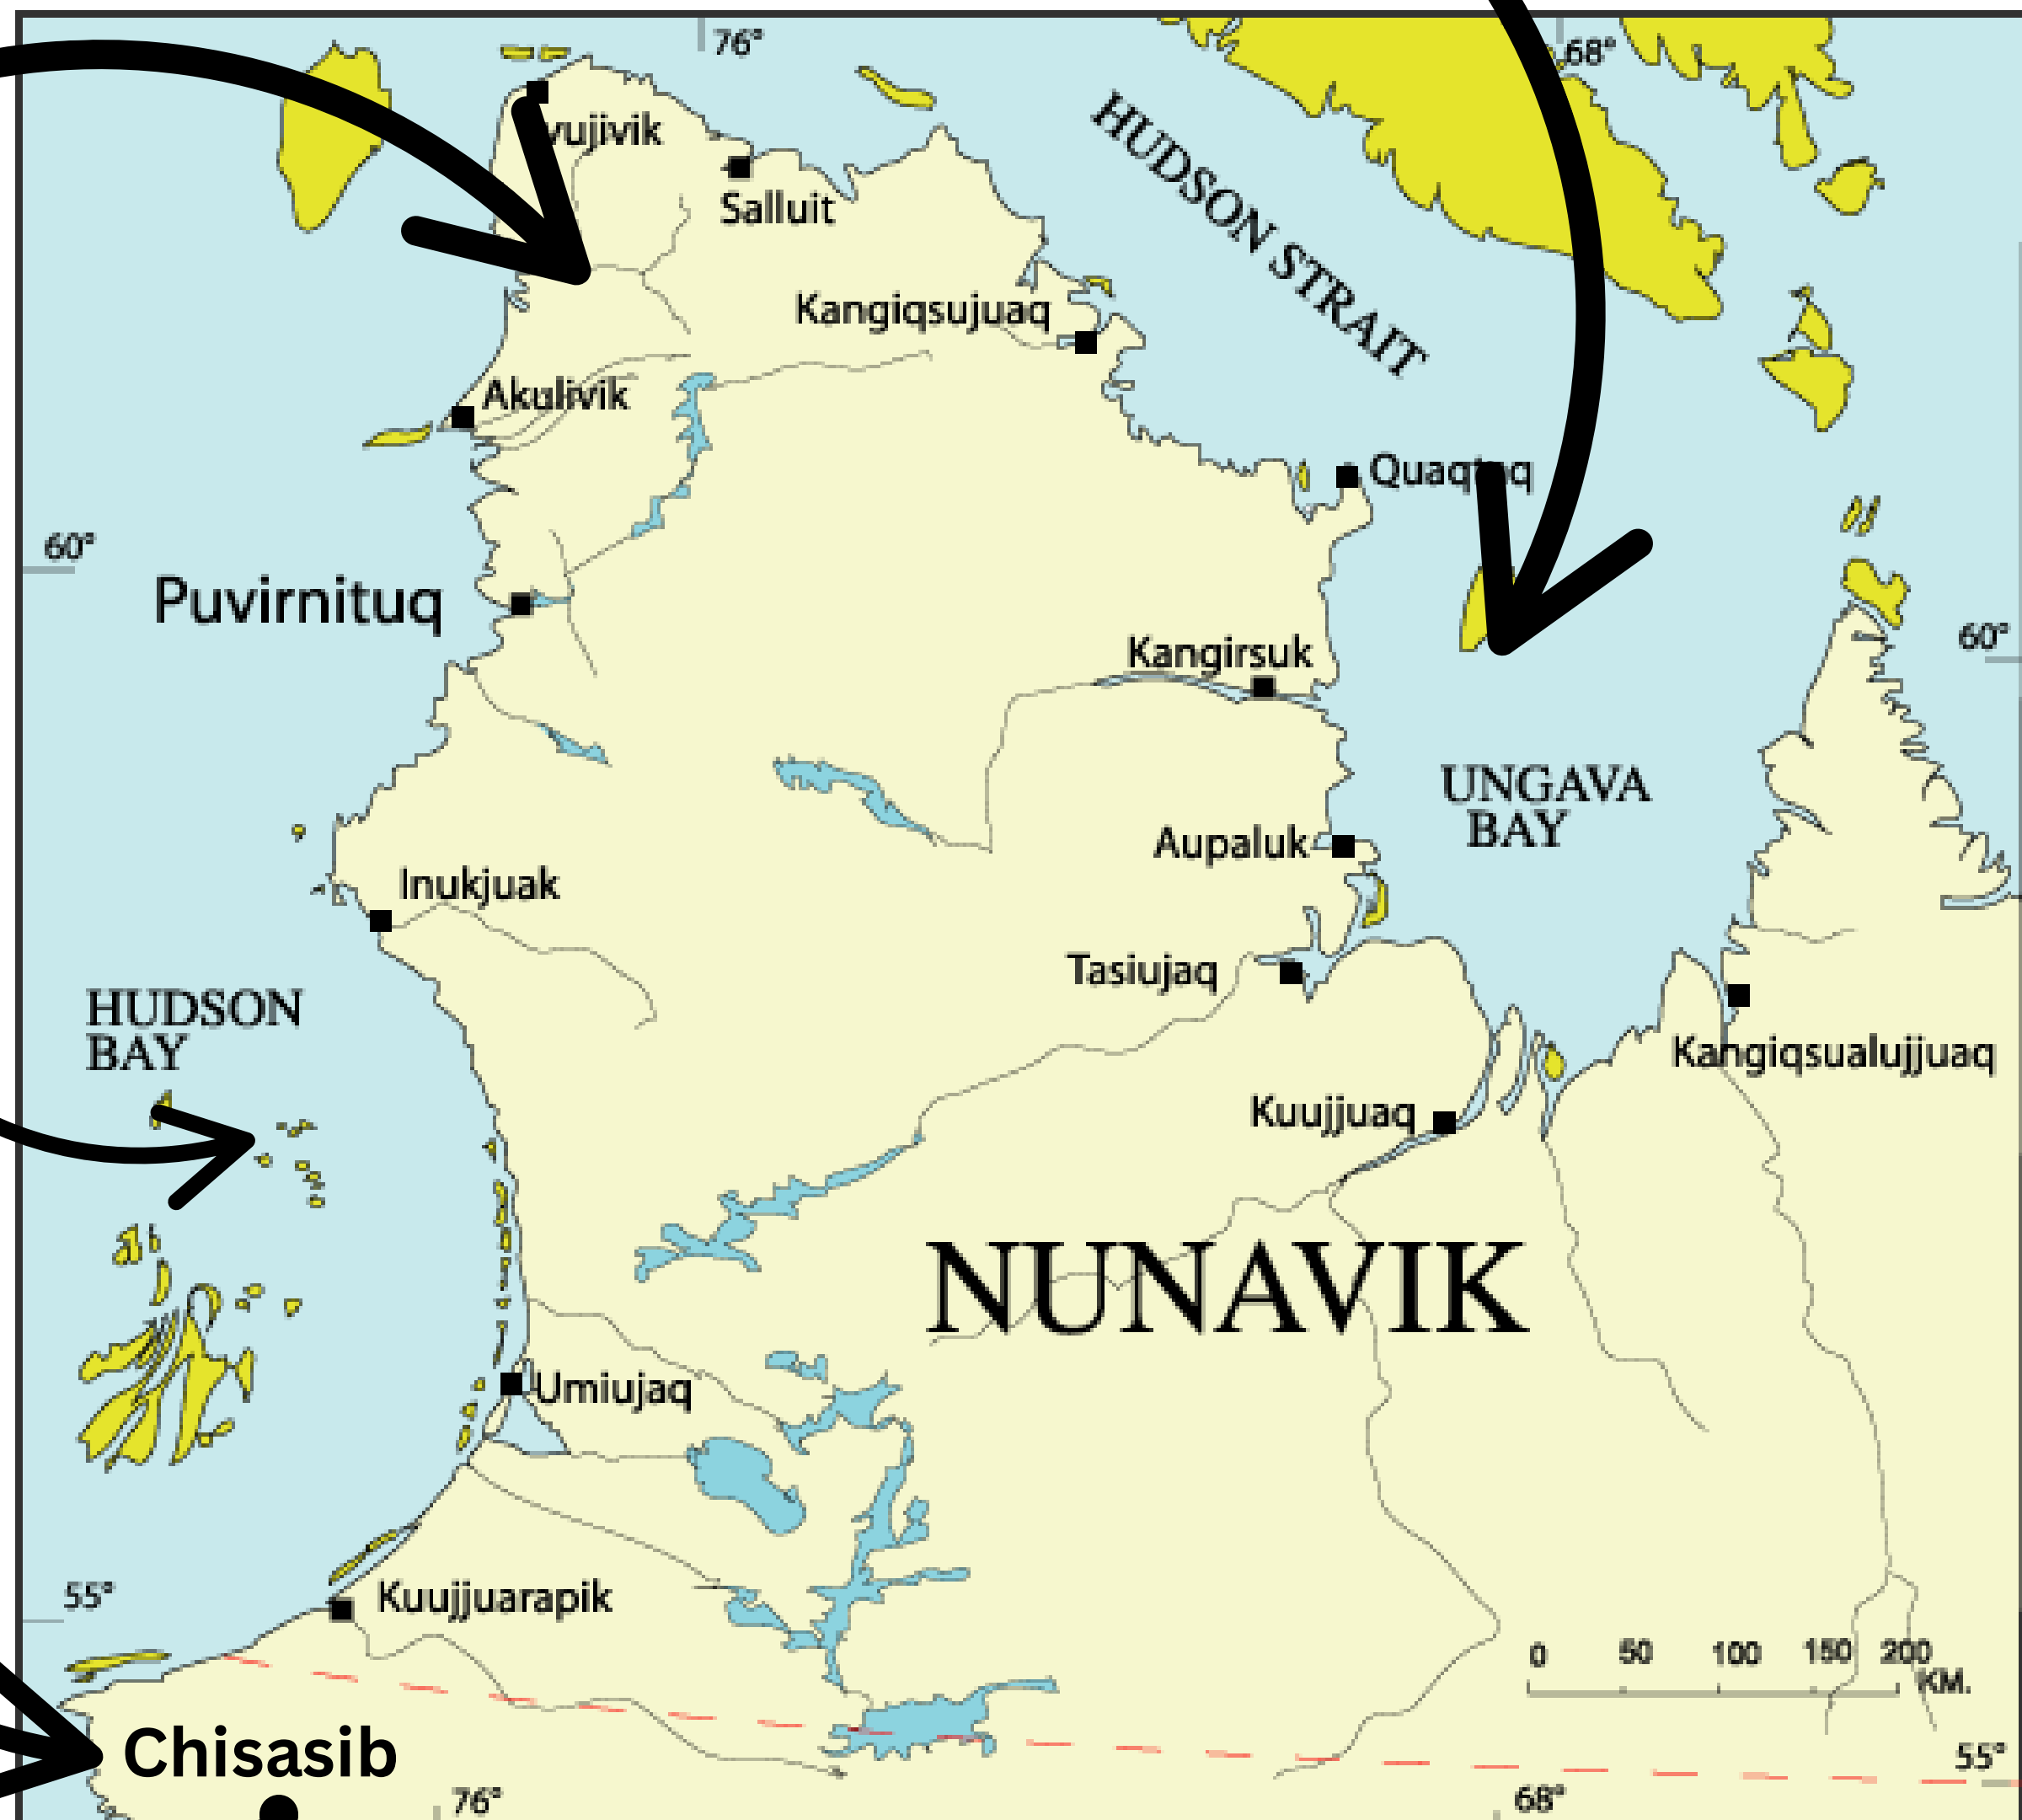 76°
68°
vujivik
Salluit
HUDSON STRAIT
Kangiqsujuaq
Akulivik
60°
Puvirnituq
Kangirsuk
60°
UNGAVA
BAY
Aupaluk
Inukjuak
Tasiujaq
HUDSON
BAY
Kangiqsualujjuaq
Kuujjuaq
NUNAVIK
Umiujaq
55°
Kuujjuarapik
0 50 100 150 200
KM.
Chisasib
55°
76°
68°